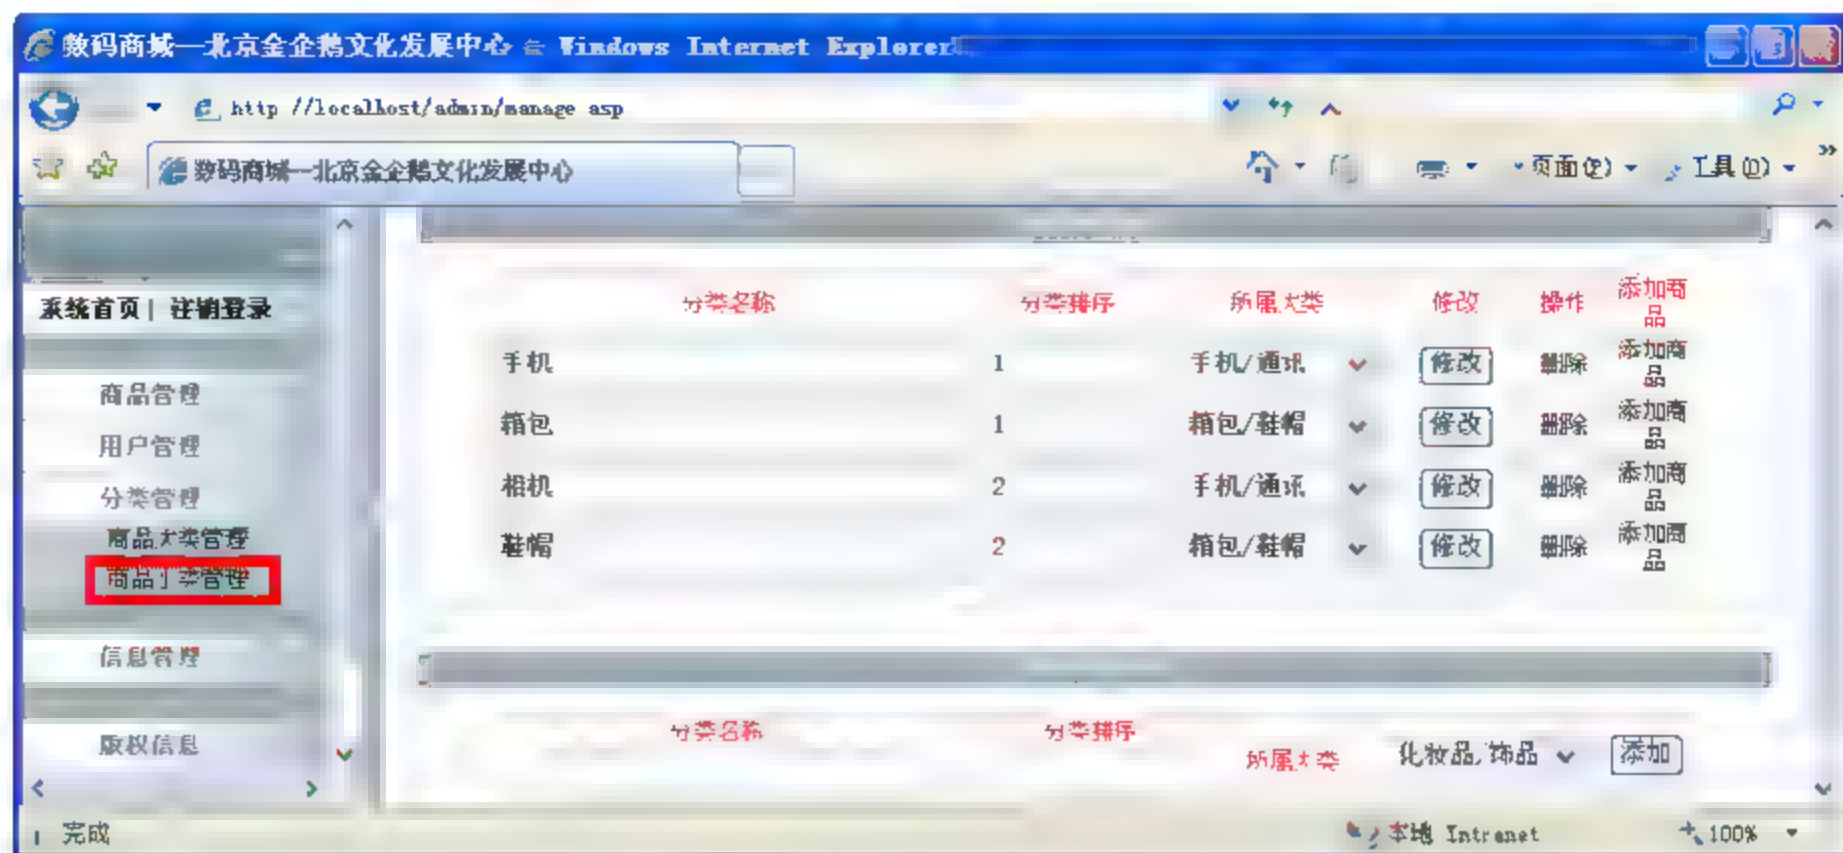 数码商城—北京金企鹅文化发展中心 - Windows Internet Explorer
http //localhost/admin/manage asp
数码商城—北京金企鹅文化发展中心
页面(P) 工具(O)
系统首页| 注销登录
商品管理
用户管理
分类管理
商品大类管理
商品子类管理
信息管理
版权信息
分类名称 分类排序 所属大类 修改 操作 添加商品
手机 1 手机/通讯 修改 删除 添加商品
箱包 1 箱包/鞋帽 修改 删除 添加商品
相机 2 手机/通讯 修改 删除 添加商品
鞋帽 2 箱包/鞋帽 修改 删除 添加商品
分类名称 分类排序 所属大类 化妆品/饰品 添加
完成 本地 Intranet 100%